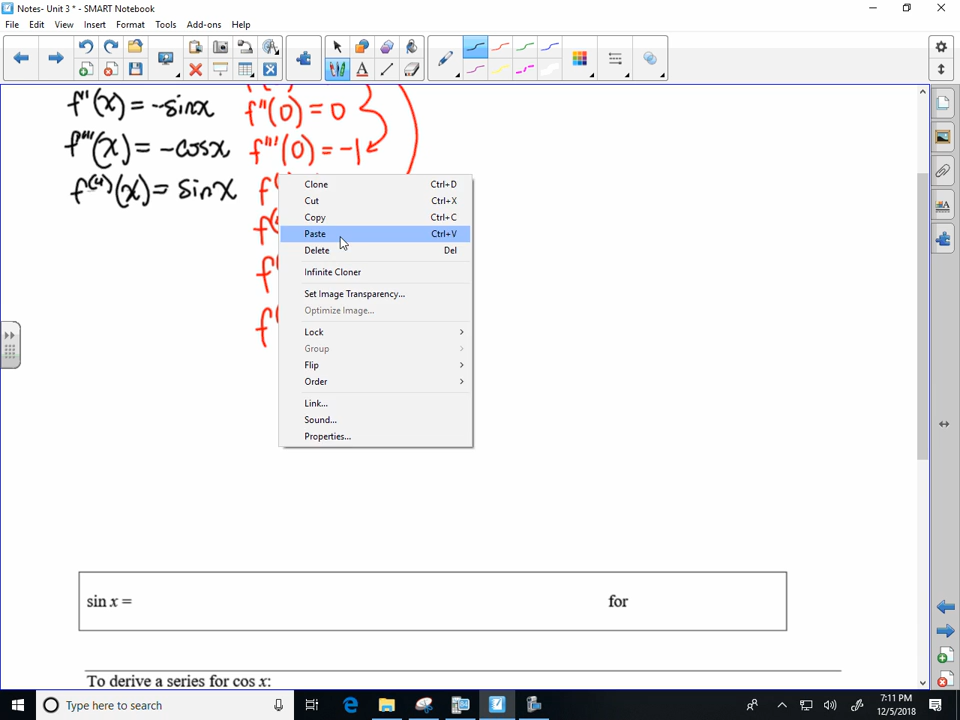 Notes- Unit 3 * - SMART Notebook
File Edit View Insert Format Tools Add-ons Help
f''(x) = -sinx f''(0) = 0
f'''(x) = -cosx f'''(0) = -1
f⁽⁴⁾(x) = sinx
Clone Ctrl+D
Cut Ctrl+X
Copy Ctrl+C
Paste Ctrl+V
Delete Del
Infinite Cloner
Set Image Transparency...
Optimize Image...
Lock
Group
Flip
Order
Link...
Sound...
Properties...
sin x = for
To derive a series for cos x:
Type here to search
7:11 PM
12/5/2018